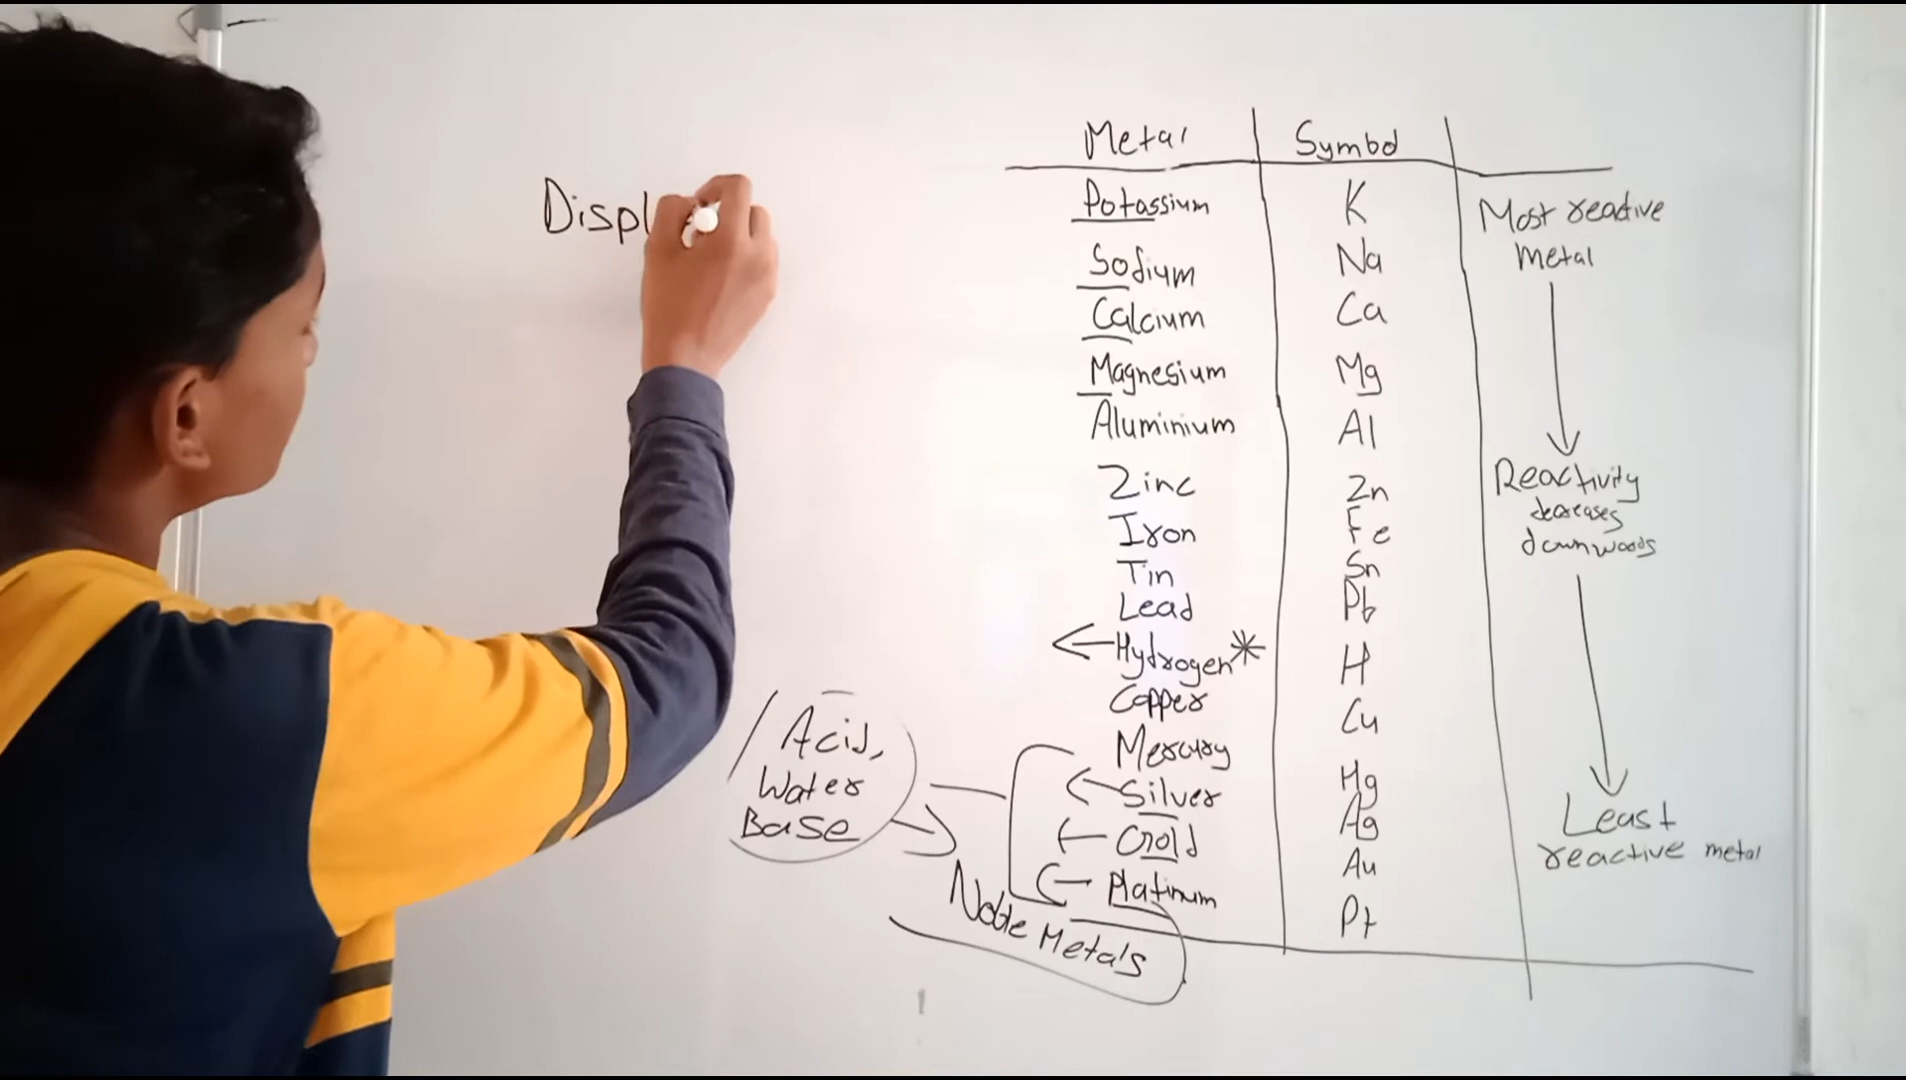 Displ
Metal Symbol
Potassium K Most reactive
metal
Sodium Na
Calcium Ca
Magnesium Mg
Aluminium Al
Zinc Zn Reactivity
decreases
downwards
Iron Fe
Tin Sn
Lead Pb
Hydrogen* H
Copper Cu
Mercury Hg
Silver Ag Least
reactive metal
Gold Au
Platinum Pt
Acid,
Water
Base
Noble Metals